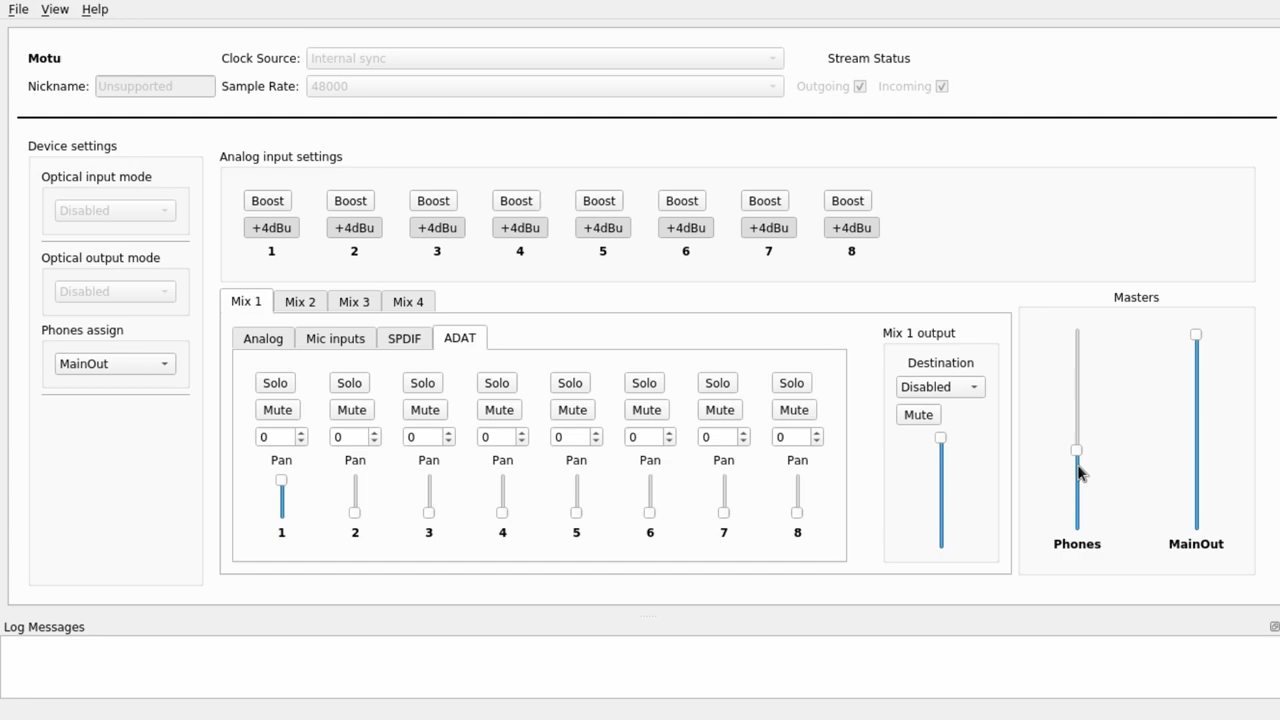 File View Help
Motu
Clock Source: Internal sync
Stream Status
Nickname: Unsupported
Sample Rate: 48000
Outgoing Incoming
Device settings
Analog input settings
Optical input mode
Disabled
Optical output mode
Disabled
Phones assign
MainOut
Boost Boost Boost Boost Boost Boost Boost Boost
+4dBu +4dBu +4dBu +4dBu +4dBu +4dBu +4dBu +4dBu
1 2 3 4 5 6 7 8
Mix 1 Mix 2 Mix 3 Mix 4
Analog Mic inputs SPDIF ADAT
Solo Solo Solo Solo Solo Solo Solo Solo
Mute Mute Mute Mute Mute Mute Mute Mute
0 0 0 0 0 0 0 0
Pan Pan Pan Pan Pan Pan Pan Pan
1 2 3 4 5 6 7 8
Mix 1 output
Destination
Disabled
Mute
Masters
Phones MainOut
Log Messages